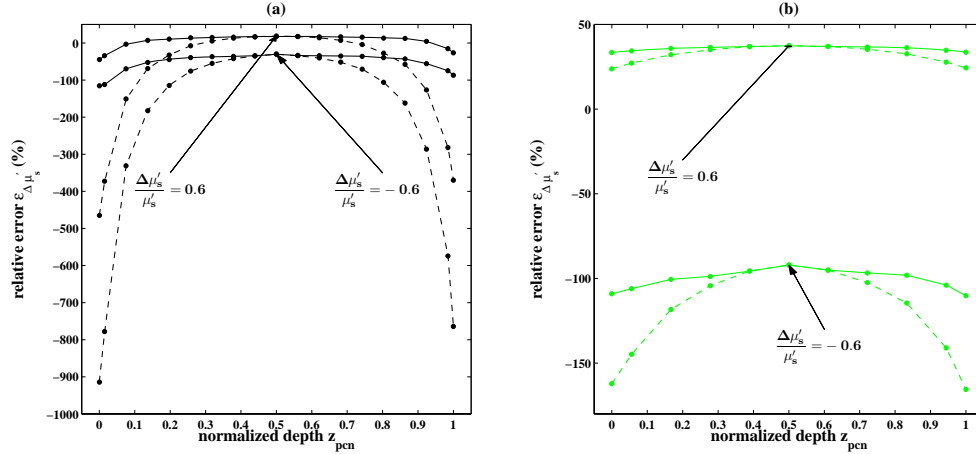 (a)
relative error ε_{Δ μ_s′} (%)
0
−100
−200
−300
−400
−500
−600
−700
−800
−900
−1000
Δμ′s/μ′s = 0.6
Δμ′s/μ′s = − 0.6
0 0.1 0.2 0.3 0.4 0.5 0.6 0.7 0.8 0.9 1
normalized depth z_pcn
(b)
relative error ε_{Δ μ_s′} (%)
50
0
−50
−100
−150
Δμ′s/μ′s = 0.6
Δμ′s/μ′s = − 0.6
0 0.1 0.2 0.3 0.4 0.5 0.6 0.7 0.8 0.9 1
normalized depth z_pcn